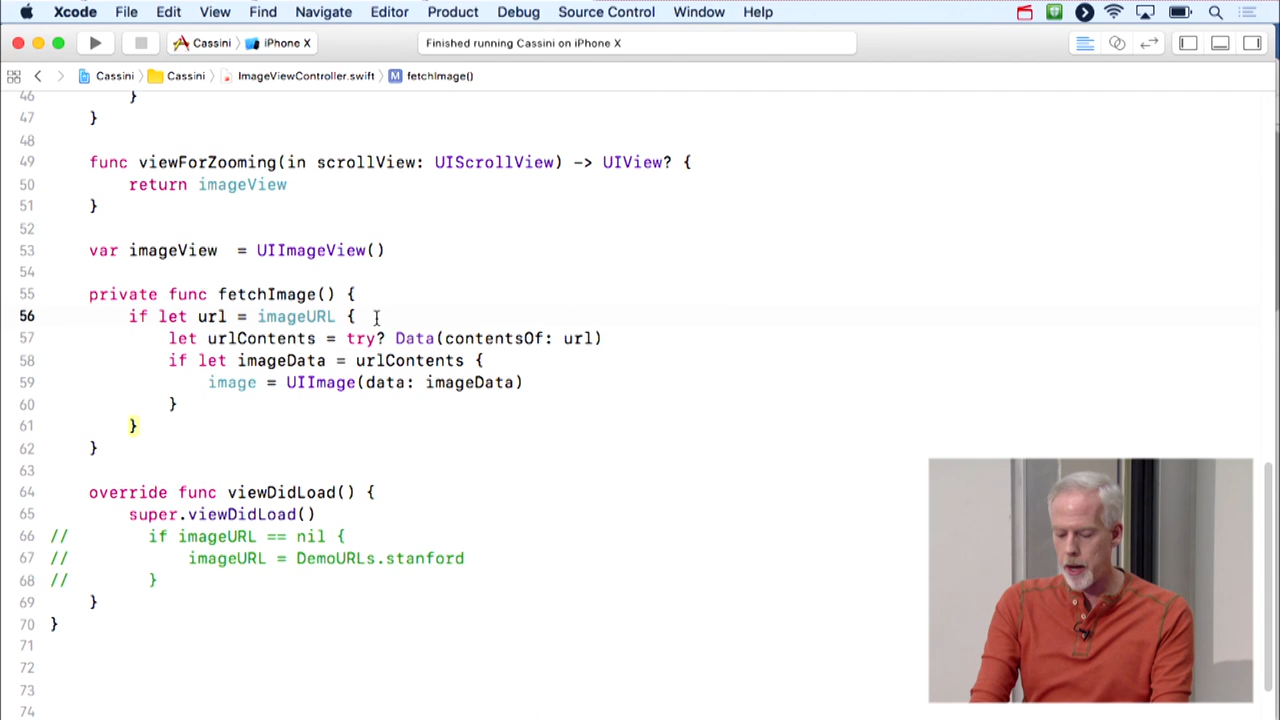 Xcode File Edit View Find Navigate Editor Product Debug Source Control Window Help
Cassini iPhone X Finished running Cassini on iPhone X
Cassini Cassini ImageViewController.swift M fetchImage()
46 }
47 }
48
49 func viewForZooming(in scrollView: UIScrollView) -> UIView? {
50 return imageView
51 }
52
53 var imageView  = UIImageView()
54
55 private func fetchImage() {
56 if let url = imageURL {
57 let urlContents = try? Data(contentsOf: url)
58 if let imageData = urlContents {
59 image = UIImage(data: imageData)
60 }
61 }
62 }
63
64 override func viewDidLoad() {
65 super.viewDidLoad()
66 // if imageURL == nil {
67 // imageURL = DemoURLs.stanford
68 // }
69 }
70 }
71
72
73
74